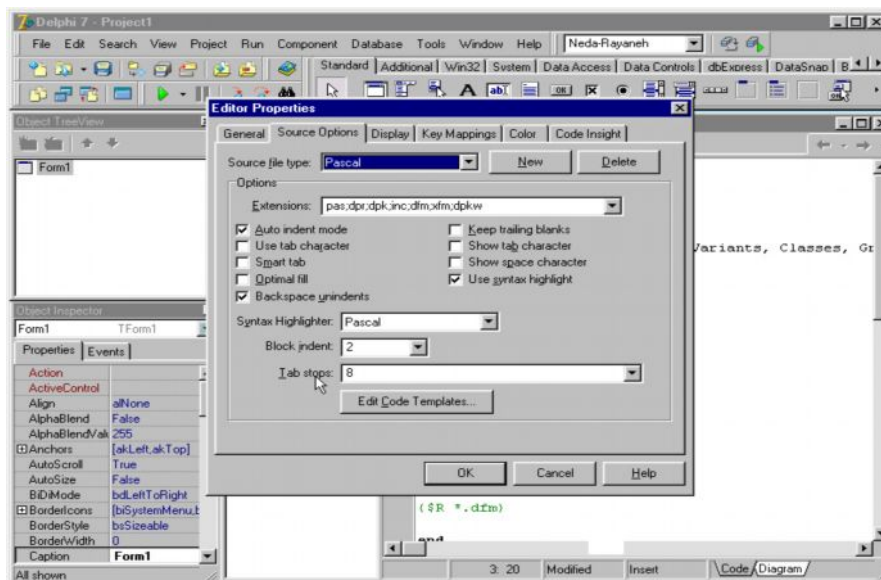 Delphi 7 - Project1
File Edit Search View Project Run Component Database Tools Window Help Neda-Rayaneh
Standard Additional Win32 System Data Access Data Controls dbExpress DataSnap B
Object TreeView
Form1
Editor Properties
General Source Options Display Key Mappings Color Code Insight
Source file type: Pascal New Delete
Options
Extensions: pas;dpr;dpk;inc;dfm;xfm;dpkw
Auto indent mode
Use tab character
Smart tab
Optimal fill
Backspace unindents
Keep trailing blanks
Show tab character
Show space character
Use syntax highlight
Syntax Highlighter: Pascal
Block indent: 2
Tab stops: 8
Edit Code Templates...
OK Cancel Help
Variants, Classes, Gr
Object Inspector
Form1 TForm1
Properties Events
Action
ActiveControl
Align alNone
AlphaBlend False
AlphaBlendVal 255
Anchors [akLeft,akTop]
AutoScroll True
AutoSize False
BiDiMode bdLeftToRight
BorderIcons [biSystemMenu,b
BorderStyle bsSizeable
BorderWidth 0
Caption Form1
All shown
{$R *.dfm}
end
3: 20 Modified Insert Code Diagram